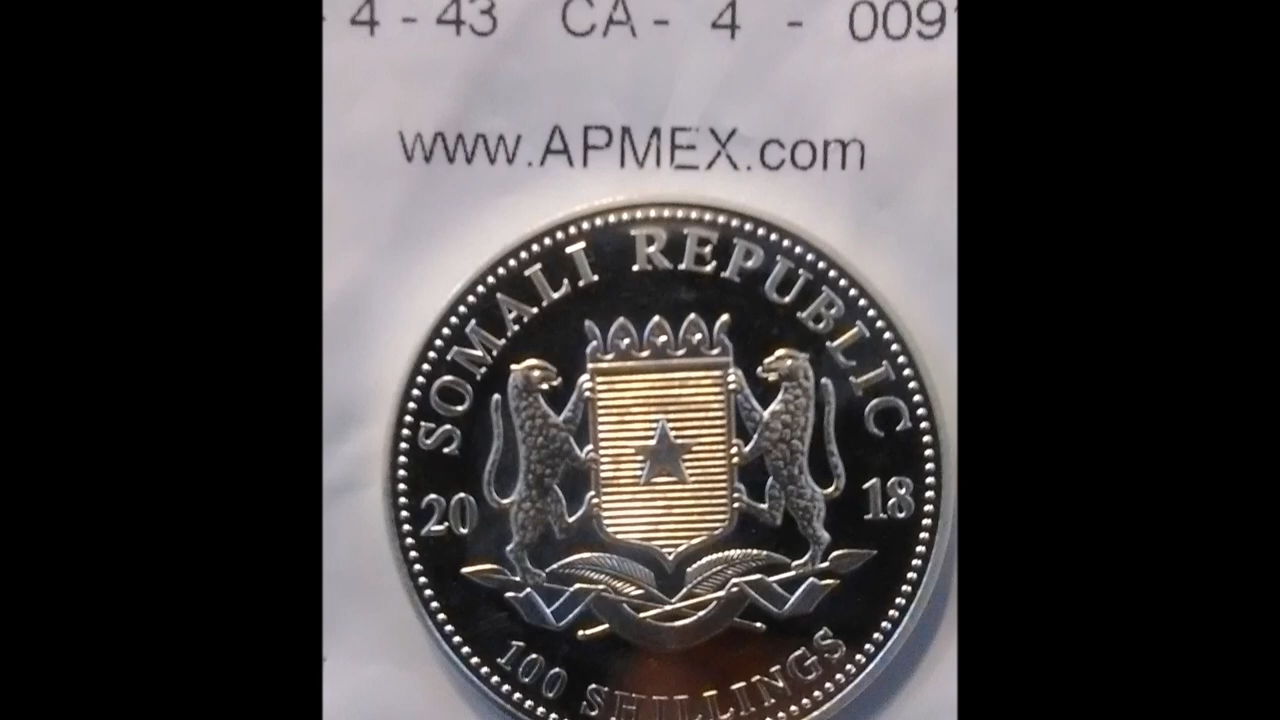 4 - 43 CA - 4 - 009
www.APMEX.com
SOMALI REPUBLIC
20 18
100 SHILLINGS